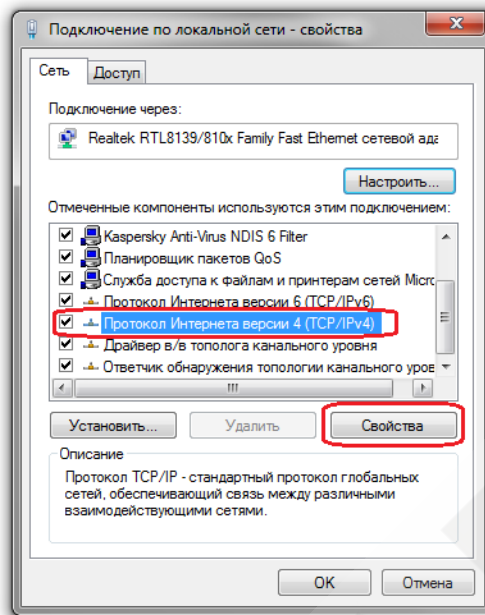 Подключение по локальной сети - свойства
Сеть
Доступ
Подключение через:
Realtek RTL8139/810x Family Fast Ethernet сетевой ада
Настроить...
Отмеченные компоненты используются этим подключением:
Kaspersky Anti-Virus NDIS 6 Filter
Планировщик пакетов QoS
Служба доступа к файлам и принтерам сетей Micro
Протокол Интернета версии 6 (TCP/IPv6)
Протокол Интернета версии 4 (TCP/IPv4)
Драйвер в/в тополога канального уровня
Ответчик обнаружения топологии канального уров
Установить...
Удалить
Свойства
Описание
Протокол TCP/IP - стандартный протокол глобальных
сетей, обеспечивающий связь между различными
взаимодействующими сетями.
OK
Отмена